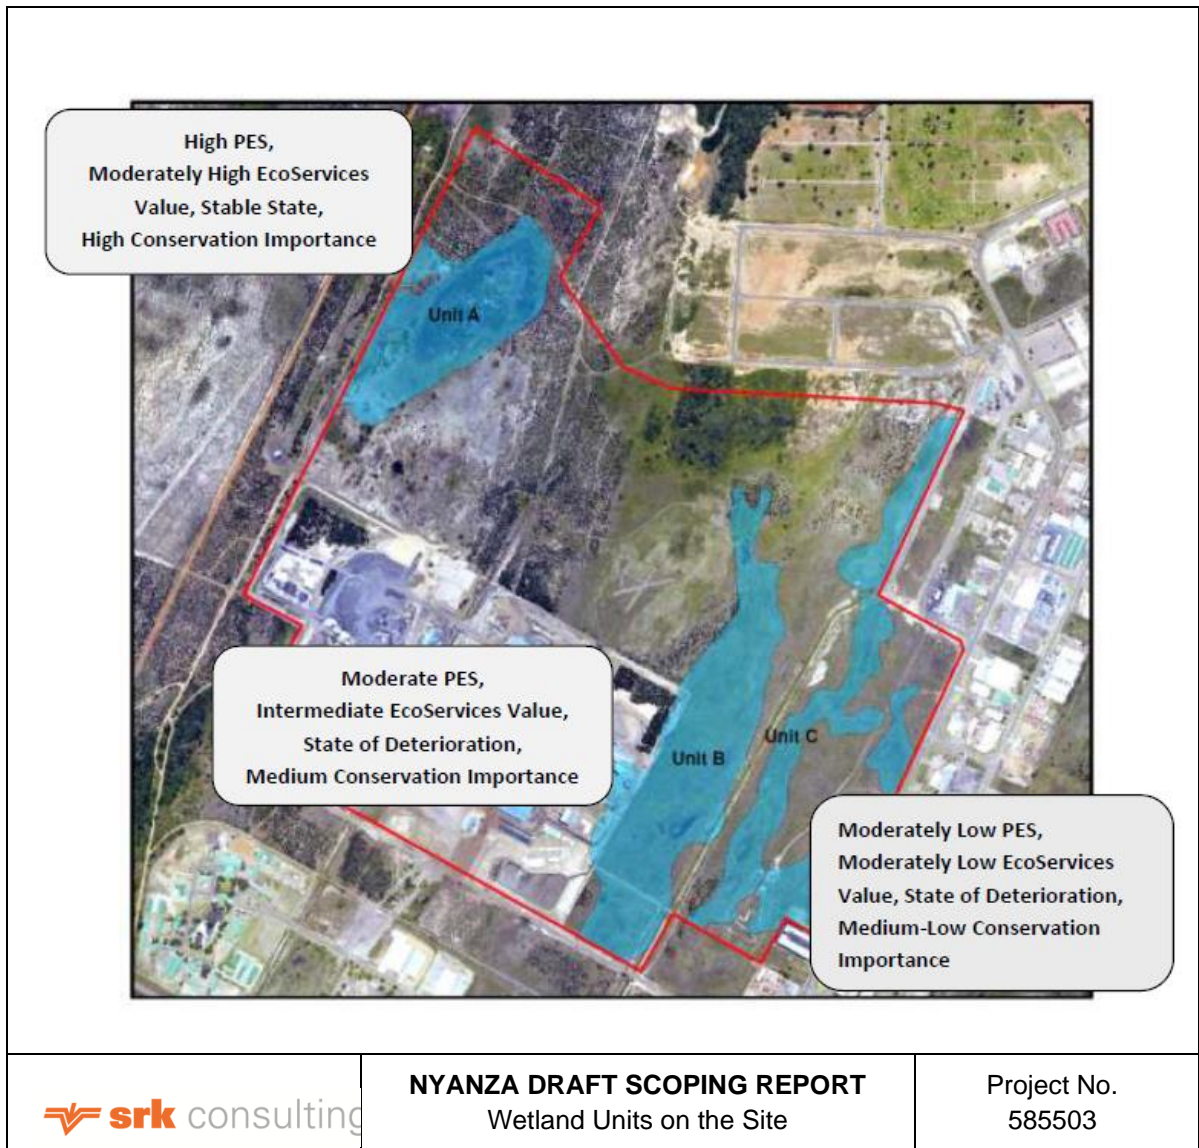 High PES,
Moderately High EcoServices
Value, Stable State,
High Conservation Importance
Unit A
Moderate PES,
Intermediate EcoServices Value,
State of Deterioration,
Medium Conservation Importance
Unit B
Unit C
Moderately Low PES,
Moderately Low EcoServices
Value, State of Deterioration,
Medium-Low Conservation
Importance
srk consulting
NYANZA DRAFT SCOPING REPORT
Wetland Units on the Site
Project No.
585503